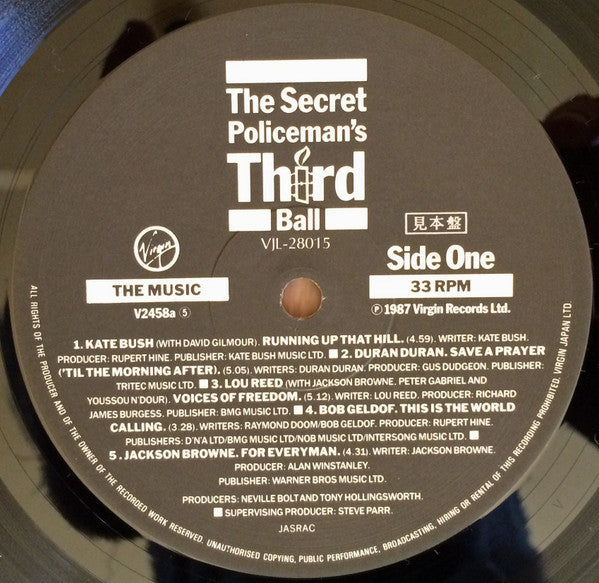 The Secret
Policeman's
Third
Ball
VJL-28015
見本盤
Virgin
Side One
THE MUSIC
33 RPM
V2458a ⑤
Ⓟ 1987 Virgin Records Ltd.
1. KATE BUSH (WITH DAVID GILMOUR). RUNNING UP THAT HILL. (4.59). WRITER: KATE BUSH.
PRODUCER: RUPERT HINE. PUBLISHER: KATE BUSH MUSIC LTD. ■ 2. DURAN DURAN. SAVE A PRAYER
('TIL THE MORNING AFTER). (5.05). WRITERS: DURAN DURAN. PRODUCER: GUS DUDGEON. PUBLISHER:
TRITEC MUSIC LTD. ■ 3. LOU REED (WITH JACKSON BROWNE, PETER GABRIEL AND
YOUSSOU N'DOUR). VOICES OF FREEDOM. (5.12). WRITER: LOU REED. PRODUCER: RICHARD
JAMES BURGESS. PUBLISHER: BMG MUSIC LTD. ■ 4. BOB GELDOF. THIS IS THE WORLD
CALLING. (3.28). WRITERS: RAYMOND DOOM/BOB GELDOF. PRODUCER: RUPERT HINE.
PUBLISHERS: D'N'A LTD/BMG MUSIC LTD/NOB MUSIC LTD/INTERSONG MUSIC LTD. ■
5. JACKSON BROWNE. FOR EVERYMAN. (4.31). WRITER: JACKSON BROWNE.
PRODUCER: ALAN WINSTANLEY.
PUBLISHER: WARNER BROS MUSIC LTD.
PRODUCERS: NEVILLE BOLT AND TONY HOLLINGSWORTH.
■ SUPERVISING PRODUCER: STEVE PARR.
JASRAC
ALL RIGHTS OF THE PRODUCER AND OF THE OWNER OF THE RECORDED WORK RESERVED. UNAUTHORISED COPYING, PUBLIC PERFORMANCE, BROADCASTING, HIRING OR RENTAL OF THIS RECORDING PROHIBITED. VIRGIN JAPAN LTD.